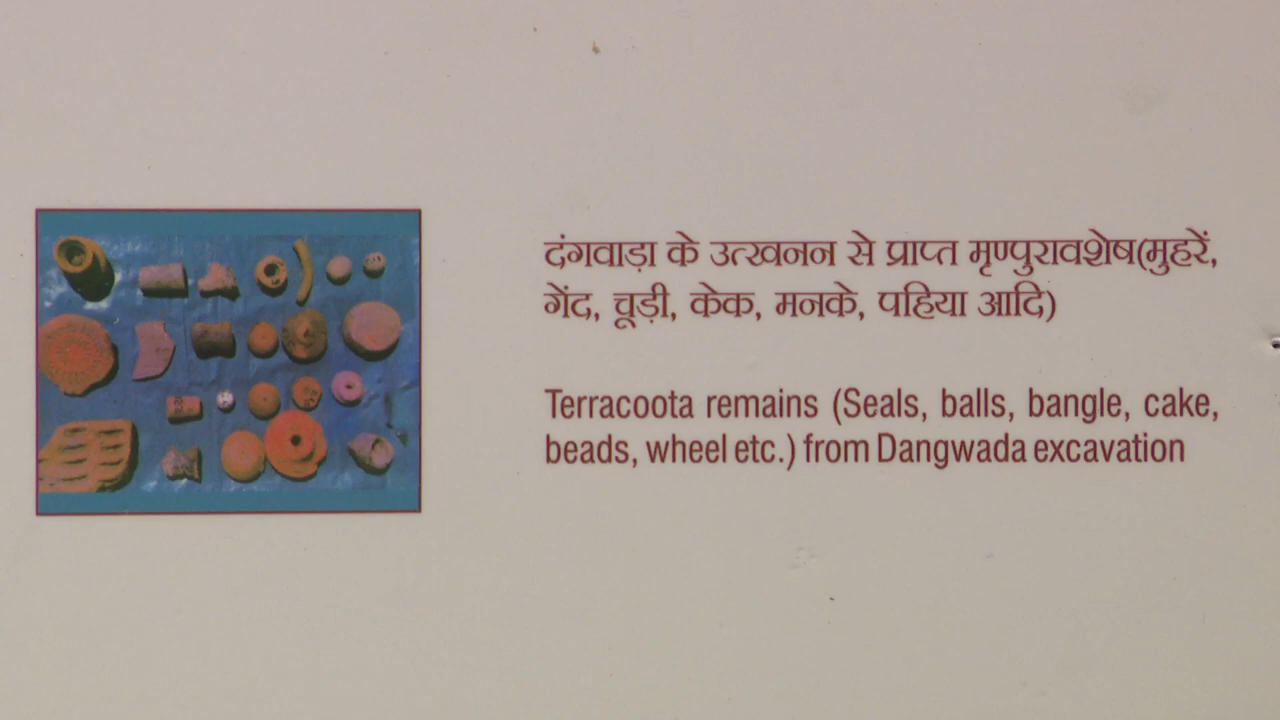 दंगवाड़ा के उत्खनन से प्राप्त मृण्पुरावशेष(मुहरें,
गेंद, चूड़ी, केक, मनके, पहिया आदि)
Terracoota remains (Seals, balls, bangle, cake,
beads, wheel etc.) from Dangwada excavation